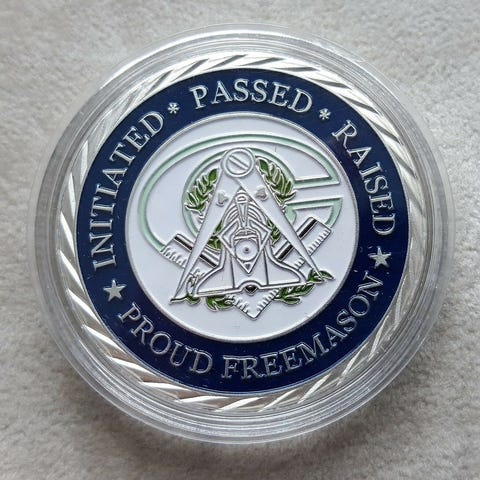 INITIATED * PASSED * RAISED
★ PROUD FREEMASON ★
G